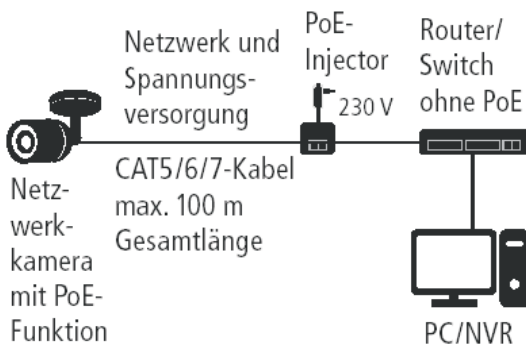 Netzwerk und
Spannungs-
versorgung
PoE-
Injector
230 V
Router/
Switch
ohne PoE
CAT5/6/7-Kabel
max. 100 m
Gesamtlänge
Netz-
werk-
kamera
mit PoE-
Funktion
PC/NVR